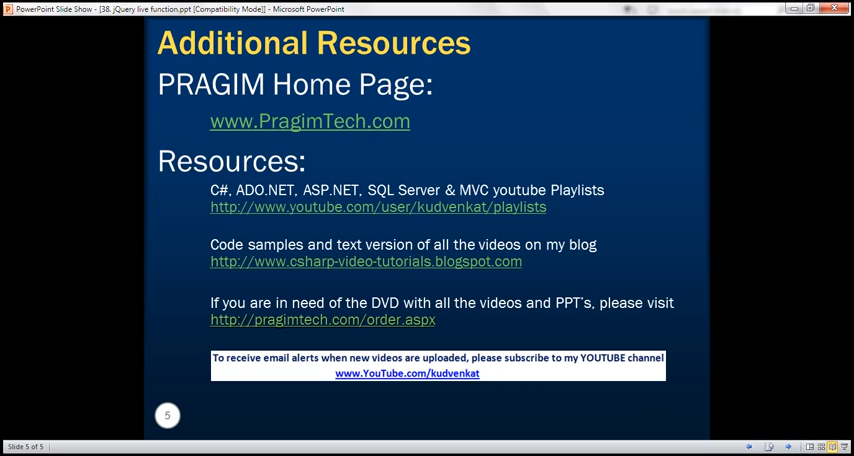 PowerPoint Slide Show - [38. jQuery live function.ppt [Compatibility Mode]] - Microsoft PowerPoint
Additional Resources
PRAGIM Home Page:
www.PragimTech.com
Resources:
C#, ADO.NET, ASP.NET, SQL Server & MVC youtube Playlists
http://www.youtube.com/user/kudvenkat/playlists
Code samples and text version of all the videos on my blog
http://www.csharp-video-tutorials.blogspot.com
If you are in need of the DVD with all the videos and PPT's, please visit
http://pragimtech.com/order.aspx
To receive email alerts when new videos are uploaded, please subscribe to my YOUTUBE channel
www.YouTube.com/kudvenkat
5
Slide 5 of 5